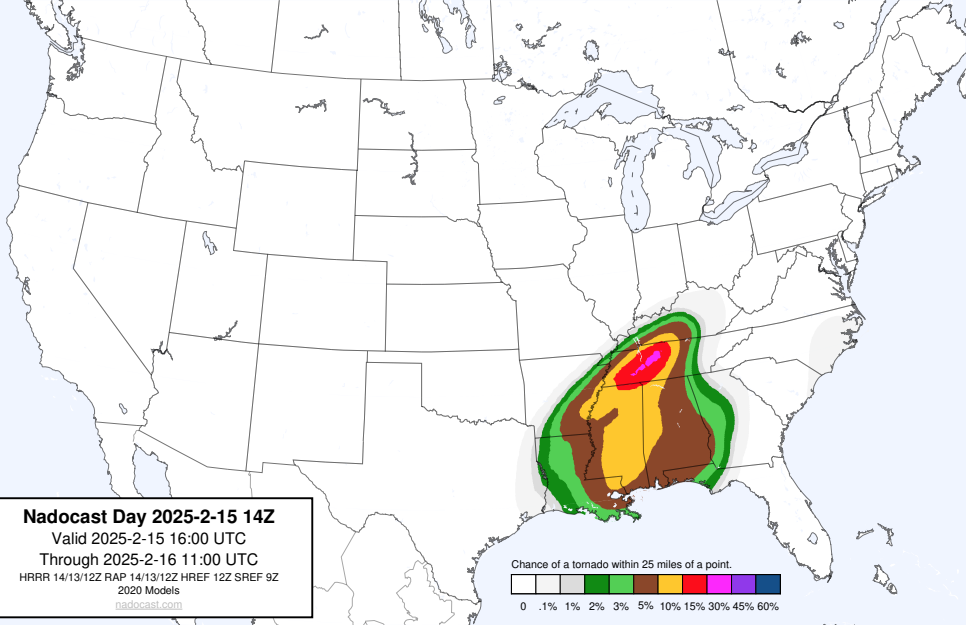 Nadocast Day 2025-2-15 14Z
Valid 2025-2-15 16:00 UTC
Through 2025-2-16 11:00 UTC
HRRR 14/13/12Z RAP 14/13/12Z HREF 12Z SREF 9Z
2020 Models
nadocast.com
Chance of a tornado within 25 miles of a point.
0 .1% 1% 2% 3% 5% 10% 15% 30% 45% 60%